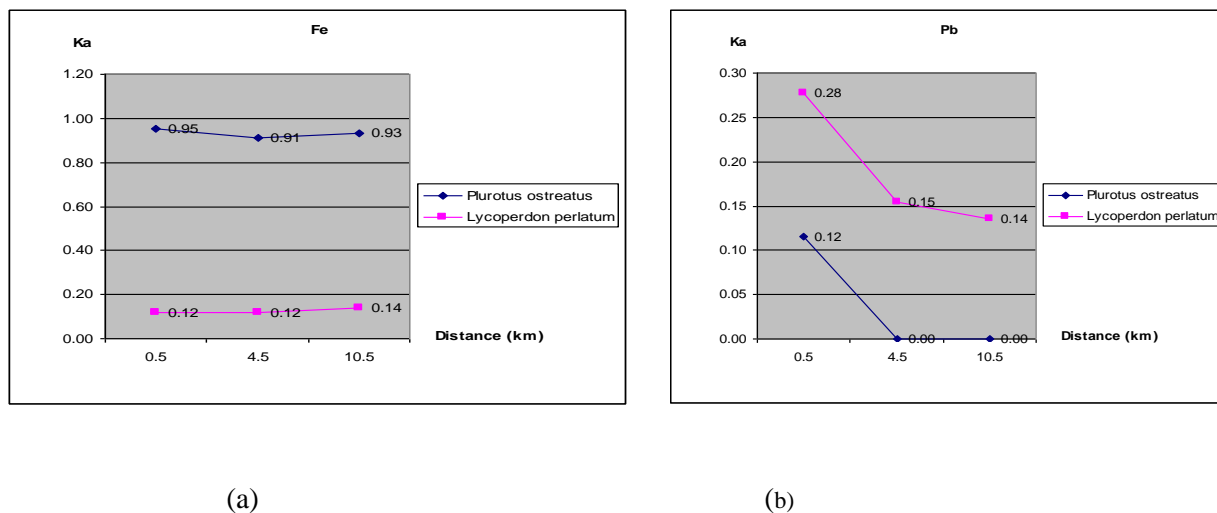 Fe
Ka
1.20
1.00
0.80
0.60
0.40
0.20
0.00
0.95
0.91
0.93
0.12
0.12
0.14
0.5
4.5
10.5
Distance (km)
Plurotus ostreatus
Lycoperdon perlatum
(a)
Pb
Ka
0.30
0.25
0.20
0.15
0.10
0.05
0.00
0.28
0.15
0.14
0.12
0.00
0.00
0.5
4.5
10.5
Distance (km)
Plurotus ostreatus
Lycoperdon perlatum
(b)